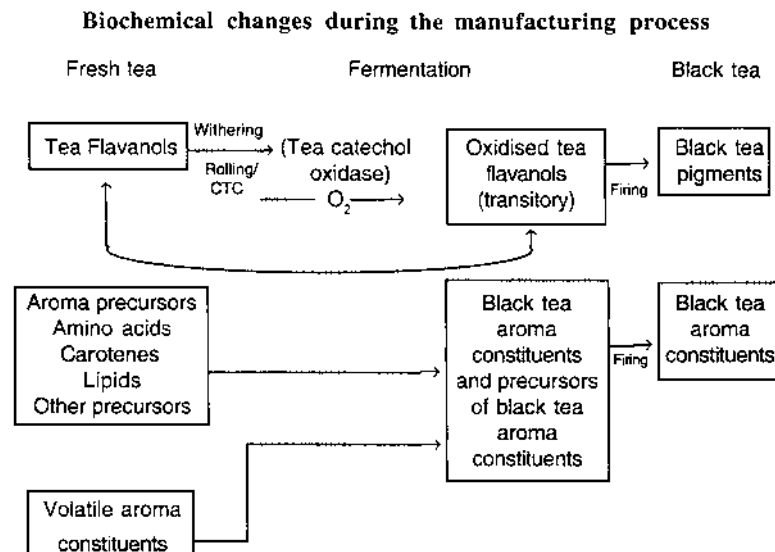 Biochemical changes during the manufacturing process
Fresh tea
Fermentation
Black tea
Tea Flavanols
Withering
Rolling/
CTC
(Tea catechol
oxidase)
O2
Oxidised tea
flavanols
(transitory)
Firing
Black tea
pigments
Aroma precursors
Amino acids
Carotenes
Lipids
Other precursors
Black tea
aroma
constituents
and precursors
of black tea
aroma
constituents
Firing
Black tea
aroma
constituents
Volatile aroma
constituents